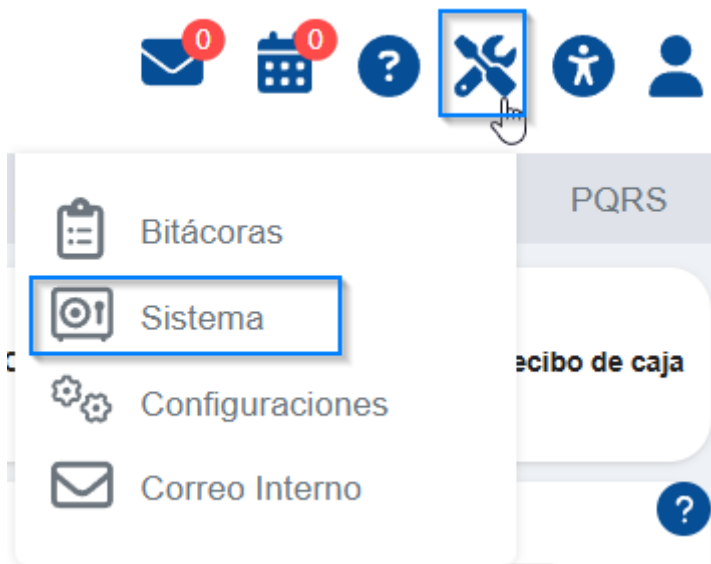 0
0
?
PQRS
Bitácoras
Sistema
ecibo de caja
Configuraciones
Correo Interno
?